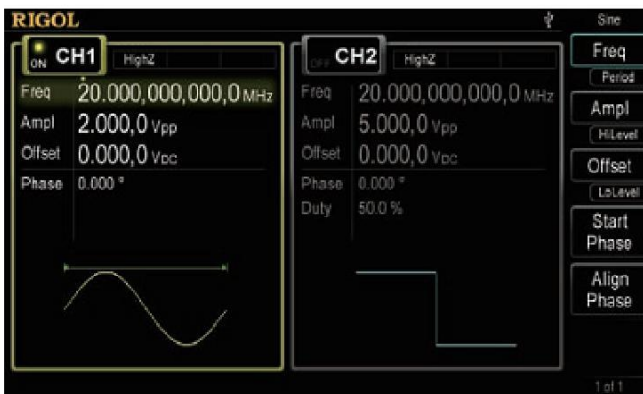 RIGOL
Sine
ON CH1 HighZ
Freq 20.000,000,000,0 MHz
Ampl 2.000,0 Vpp
Offset 0.000,0 VDC
Phase 0.000 °
OFF CH2 HighZ
Freq 20.000,000,000,0 MHz
Ampl 5.000,0 Vpp
Offset 0.000,0 VDC
Phase 0.000 °
Duty 50.0 %
Freq
Period
Ampl
HiLevel
Offset
LoLevel
Start
Phase
Align
Phase
1 of 1